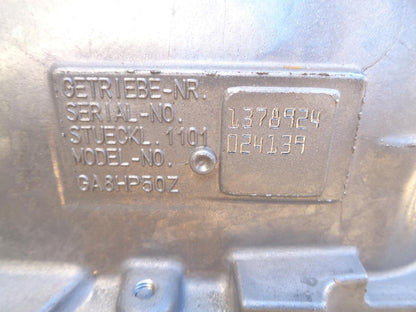 GETRIEBE-NR.
SERIAL-NO.
STUECKL. 1101
MODEL-NO.
GA8HP50Z
1378924
024139